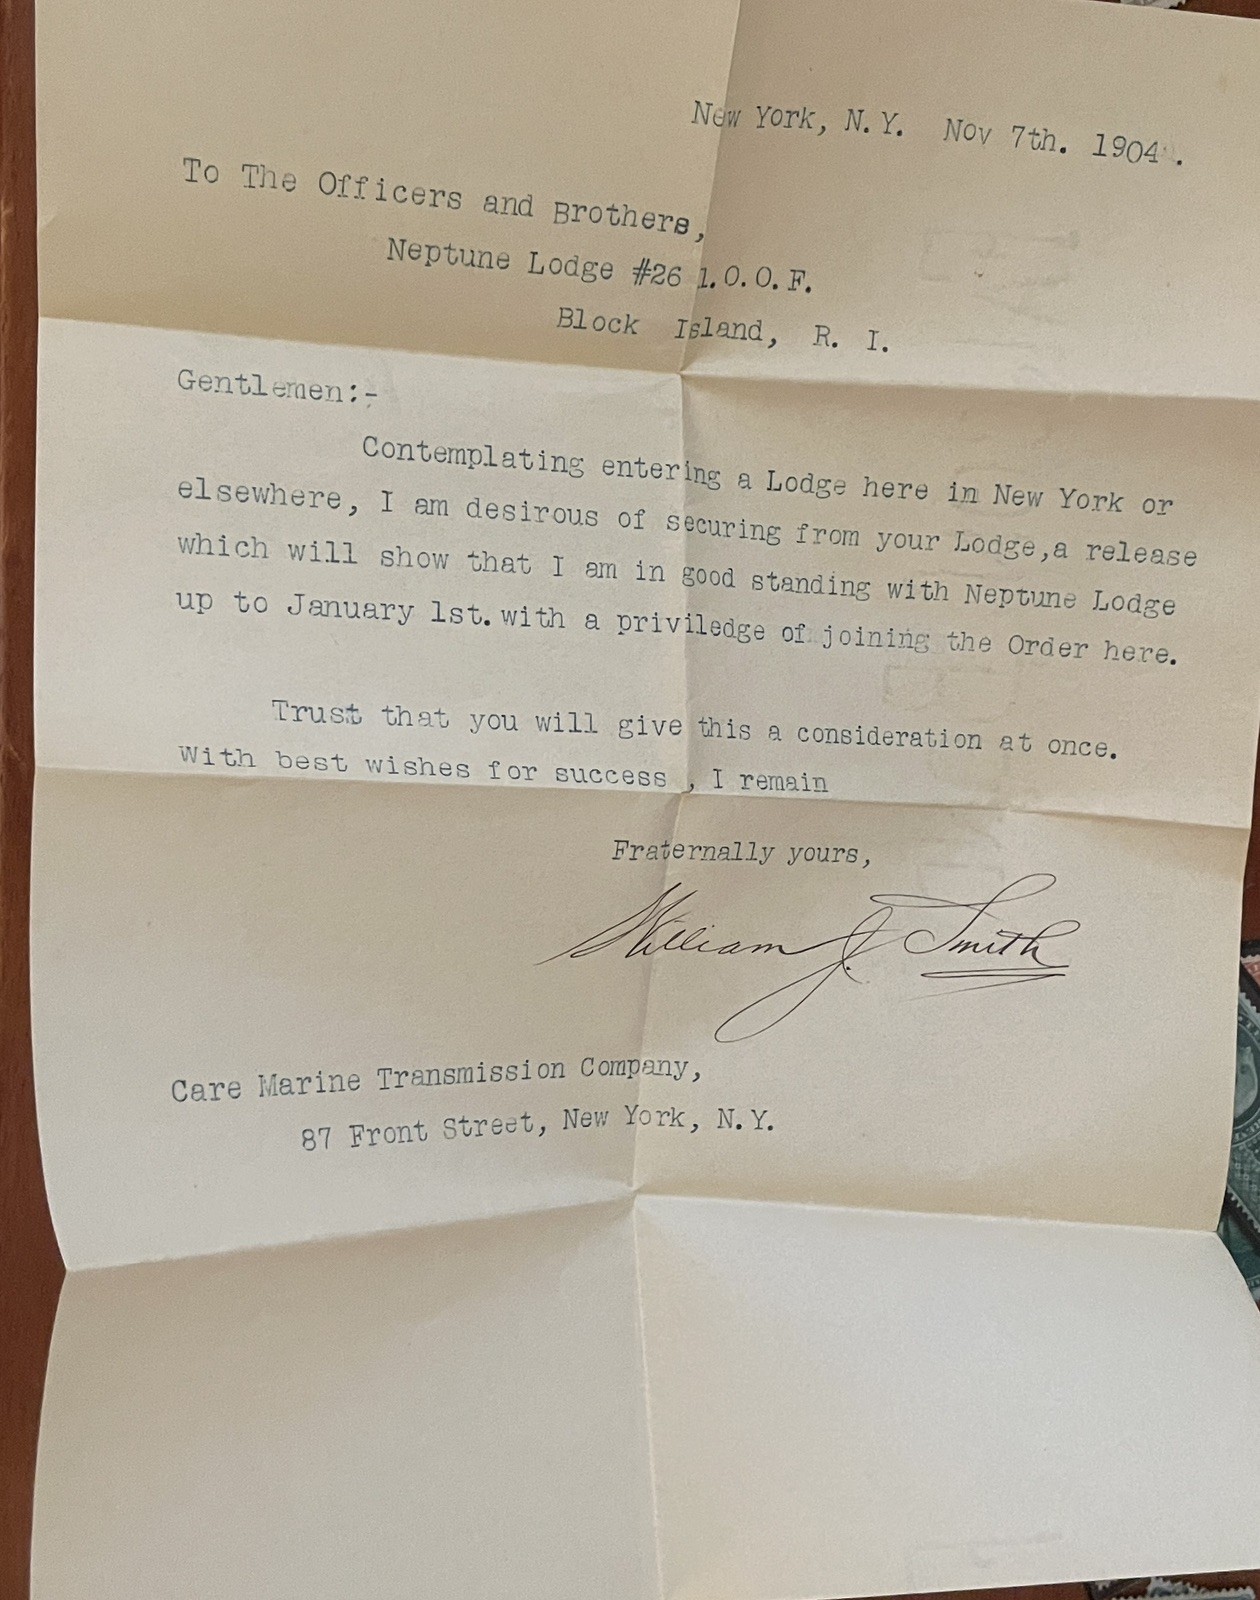 New York, N.Y. Nov 7th. 1904.
To The Officers and Brothers,
Neptune Lodge #26 1.O.O.F.
Block Island, R. I.
Gentlemen:-
Contemplating entering a Lodge here in New York or
elsewhere, I am desirous of securing from your Lodge,a release
which will show that I am in good standing with Neptune Lodge
up to January 1st.with a priviledge of joining the Order here.
Trust that you will give this a consideration at once.
With best wishes for success , I remain
Fraternally yours,
William J. Smith
Care Marine Transmission Company,
87 Front Street, New York, N.Y.